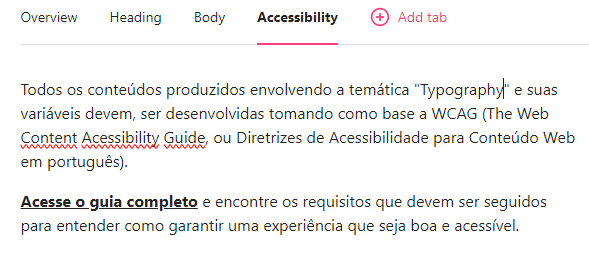 Overview Heading Body Accessibility Add tab
Todos os conteúdos produzidos envolvendo a temática "Typography" e suas
variáveis devem, ser desenvolvidas tomando como base a WCAG (The Web
Content Acessibility Guide, ou Diretrizes de Acessibilidade para Conteúdo Web
em português).
Acesse o guia completo e encontre os requisitos que devem ser seguidos
para entender como garantir uma experiência que seja boa e acessível.